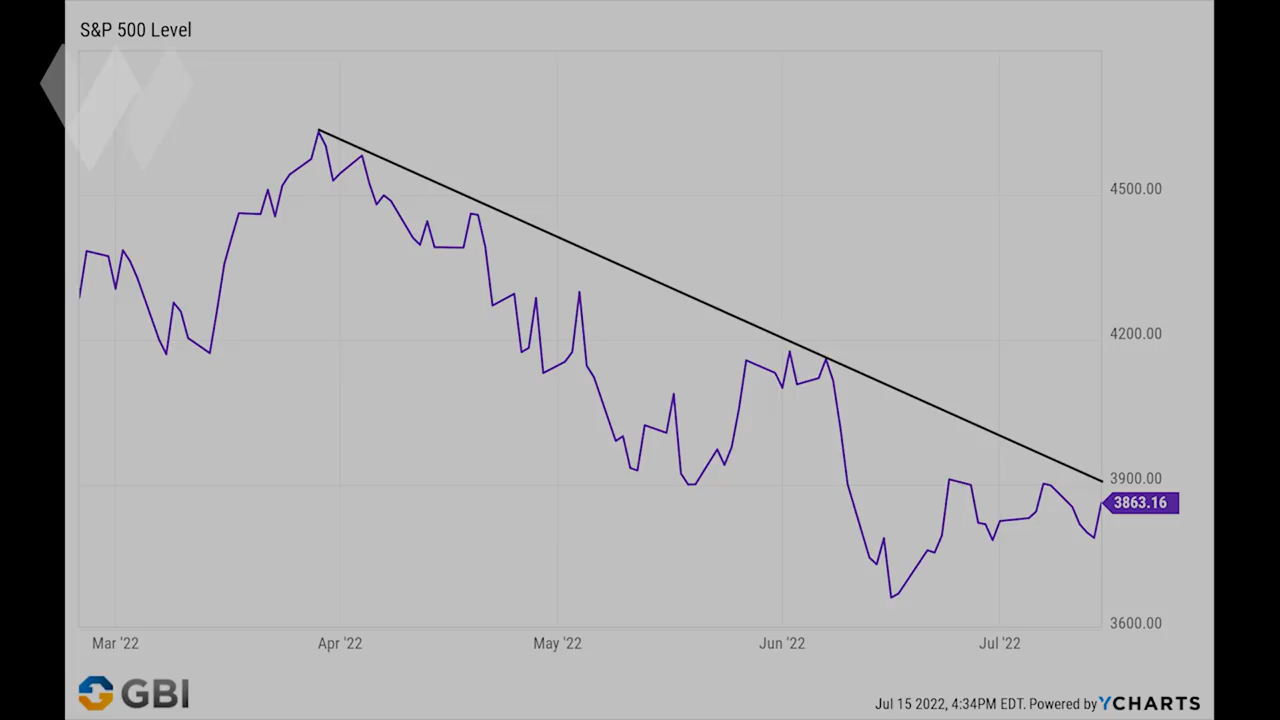 S&P 500 Level
4500.00
4200.00
3900.00
3863.16
3600.00
Mar '22 Apr '22 May '22 Jun '22 Jul '22
GBI
Jul 15 2022, 4:34PM EDT. Powered by YCHARTS